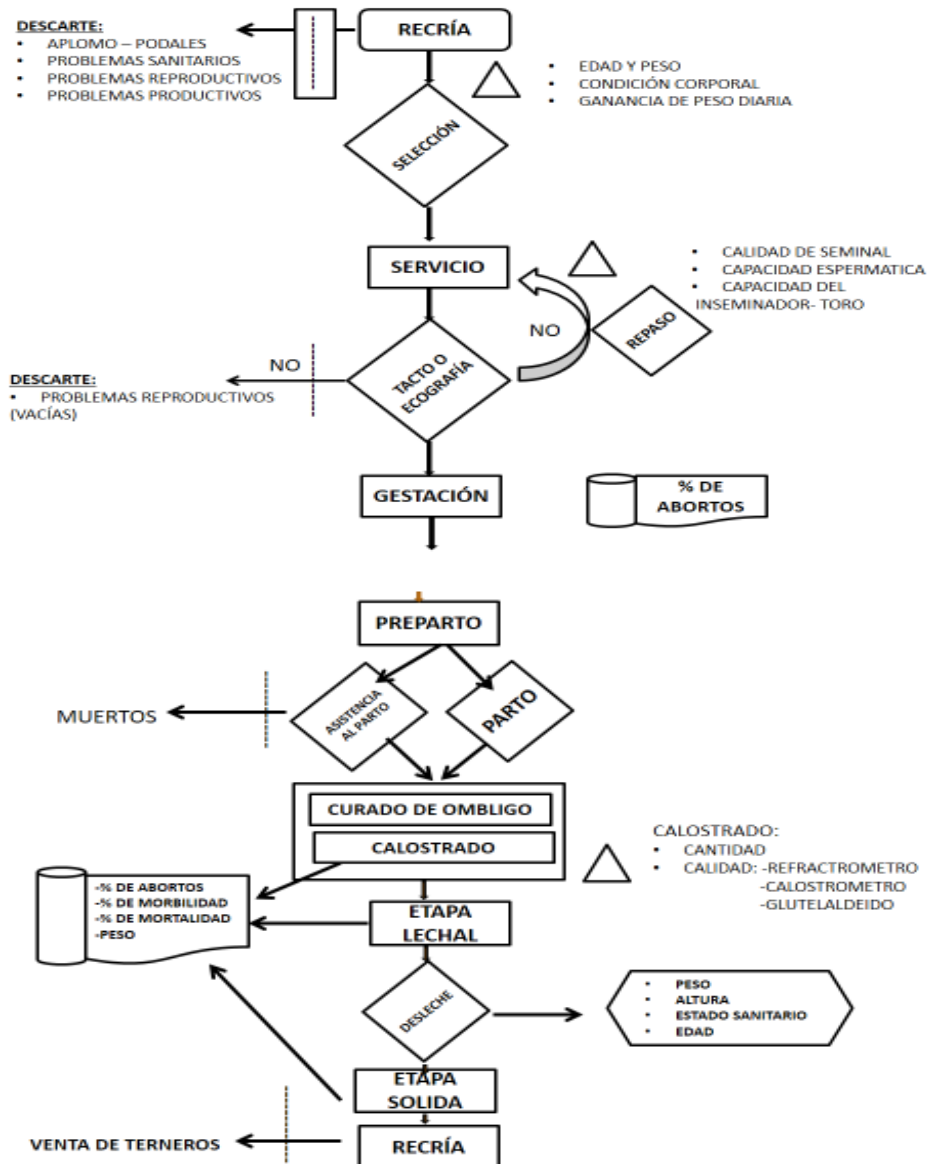 DESCARTE:
• APLOMO – PODALES
• PROBLEMAS SANITARIOS
• PROBLEMAS REPRODUCTIVOS
• PROBLEMAS PRODUCTIVOS
RECRÍA
• EDAD Y PESO
• CONDICIÓN CORPORAL
• GANANCIA DE PESO DIARIA
SELECCIÓN
SERVICIO
• CALIDAD DE SEMINAL
• CAPACIDAD ESPERMATICA
• CAPACIDAD DEL
INSEMINADOR- TORO
REPASO
NO
TACTO O
ECOGRAFÍA
NO
DESCARTE:
• PROBLEMAS REPRODUCTIVOS
(VACÍAS)
GESTACIÓN
% DE
ABORTOS
PREPARTO
ASISTENCIA
AL PARTO
PARTO
MUERTOS
CURADO DE OMBLIGO
CALOSTRADO
CALOSTRADO:
• CANTIDAD
• CALIDAD: -REFRACTROMETRO
-CALOSTROMETRO
-GLUTELALDEIDO
-% DE ABORTOS
-% DE MORBILIDAD
-% DE MORTALIDAD
-PESO
ETAPA
LECHAL
DESLECHE
• PESO
• ALTURA
• ESTADO SANITARIO
• EDAD
ETAPA
SOLIDA
VENTA DE TERNEROS
RECRÍA